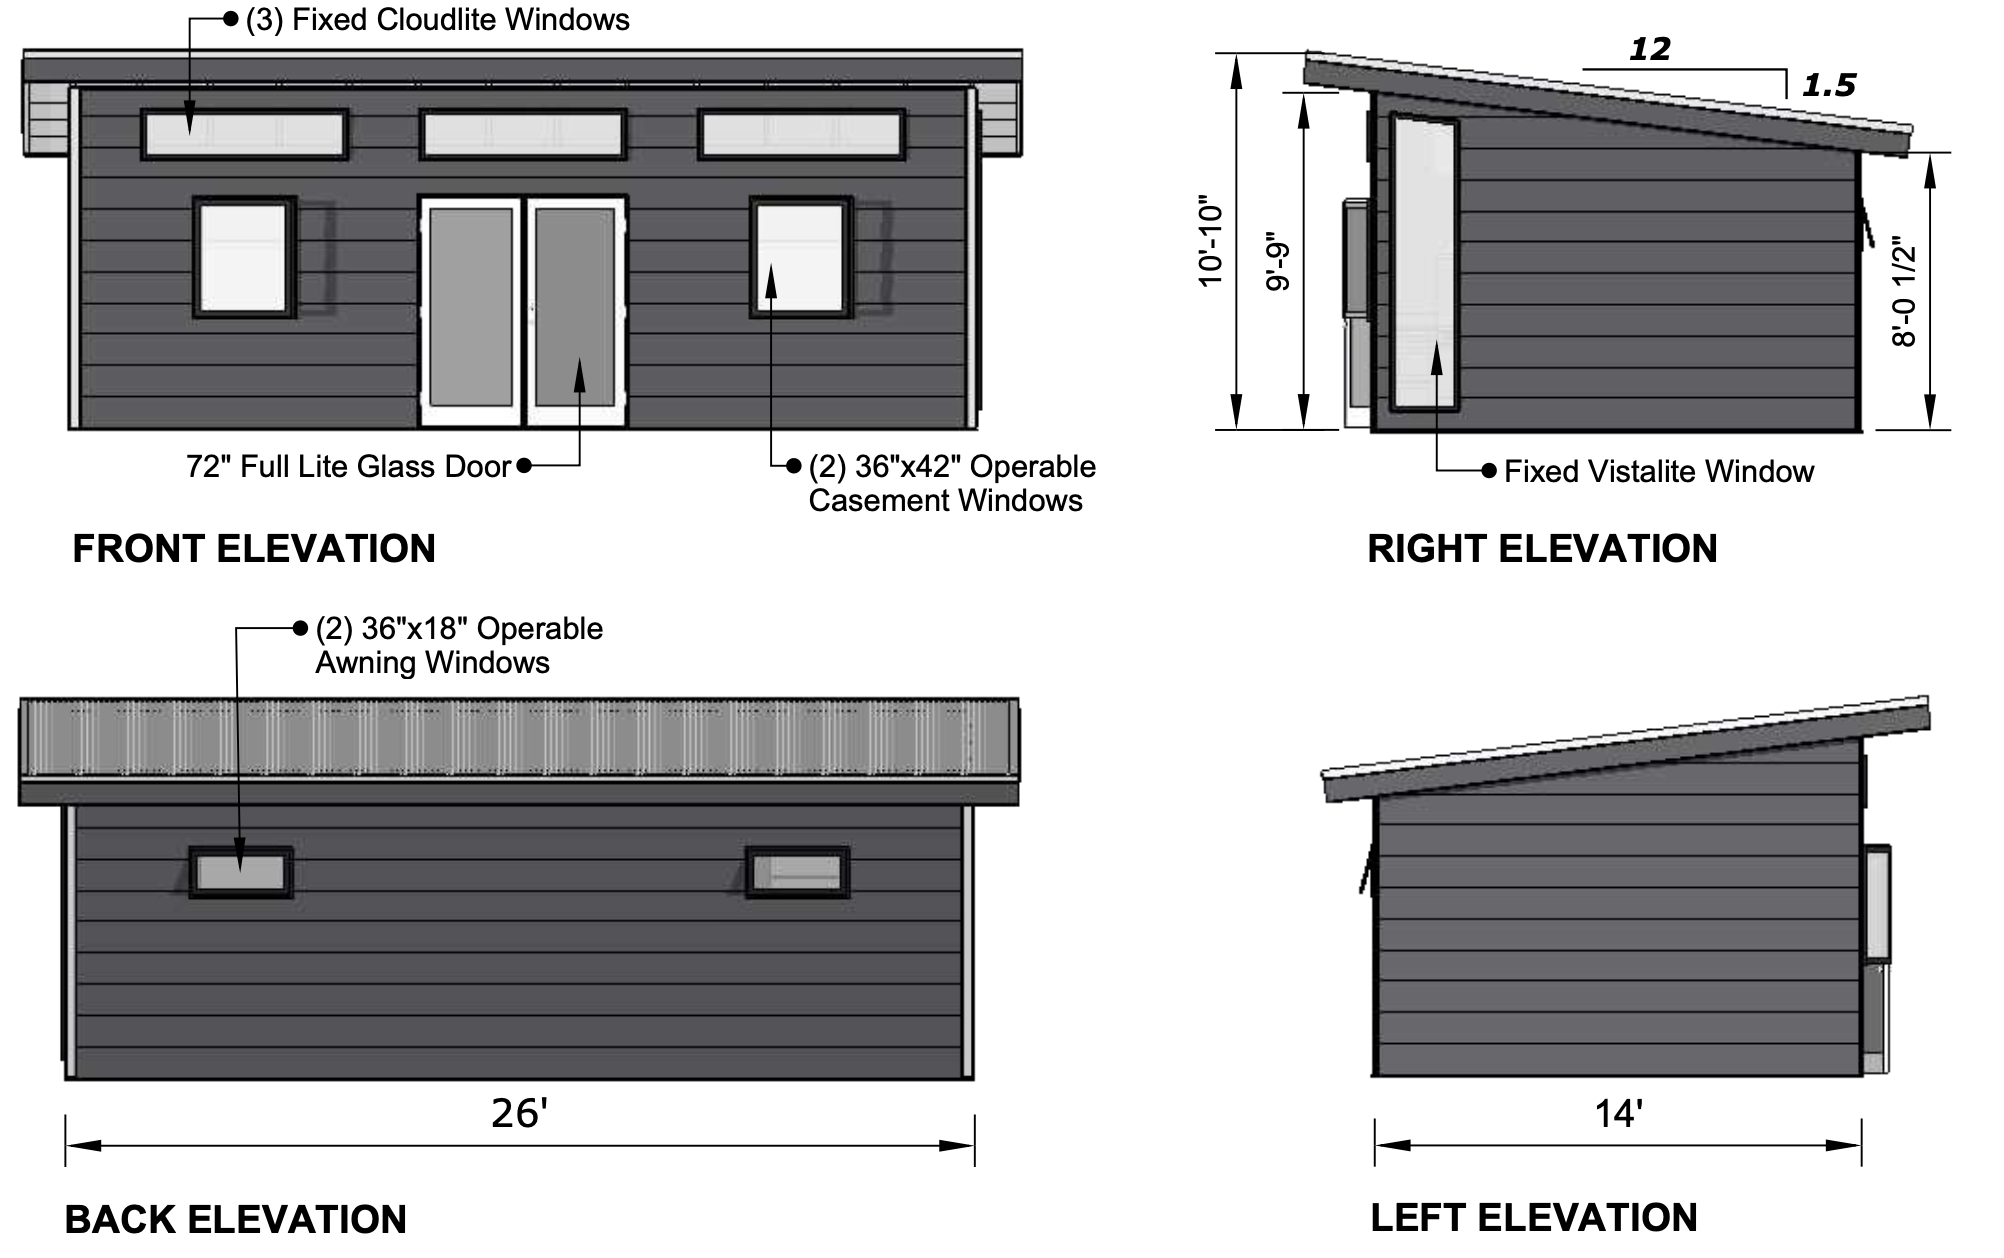 (3) Fixed Cloudlite Windows
12
1.5
10'-10"
9'-9"
8'-0 1/2"
72" Full Lite Glass Door
(2) 36"x42" Operable
Casement Windows
Fixed Vistalite Window
FRONT ELEVATION
RIGHT ELEVATION
(2) 36"x18" Operable
Awning Windows
26'
14'
BACK ELEVATION
LEFT ELEVATION